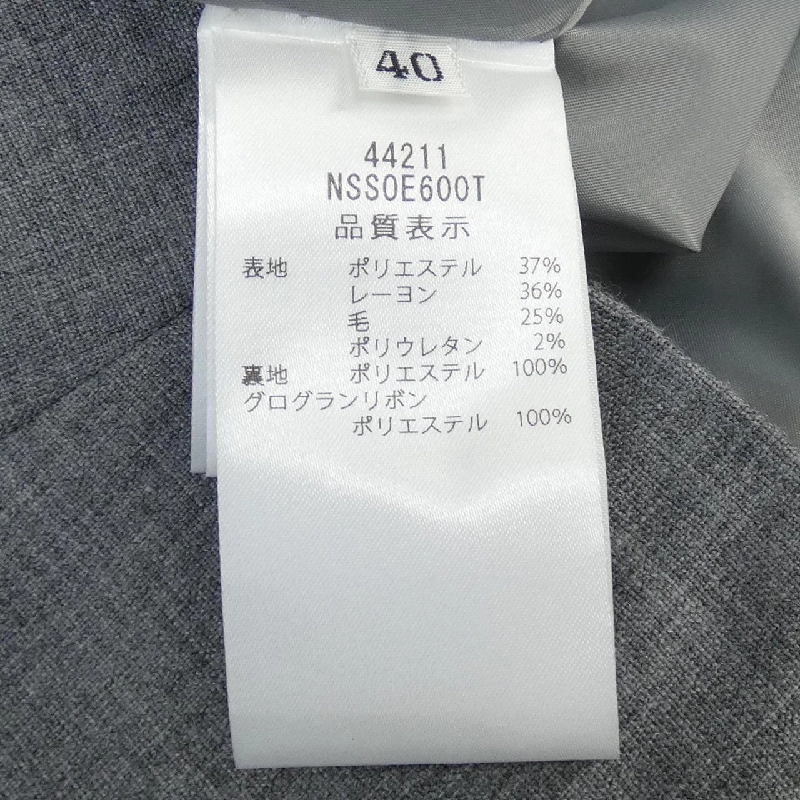 40
44211
NSSOE600T
品質表示
表地 ポリエステル 37%
レーヨン 36%
毛 25%
ポリウレタン 2%
裏地 ポリエステル 100%
グログランリボン
ポリエステル 100%